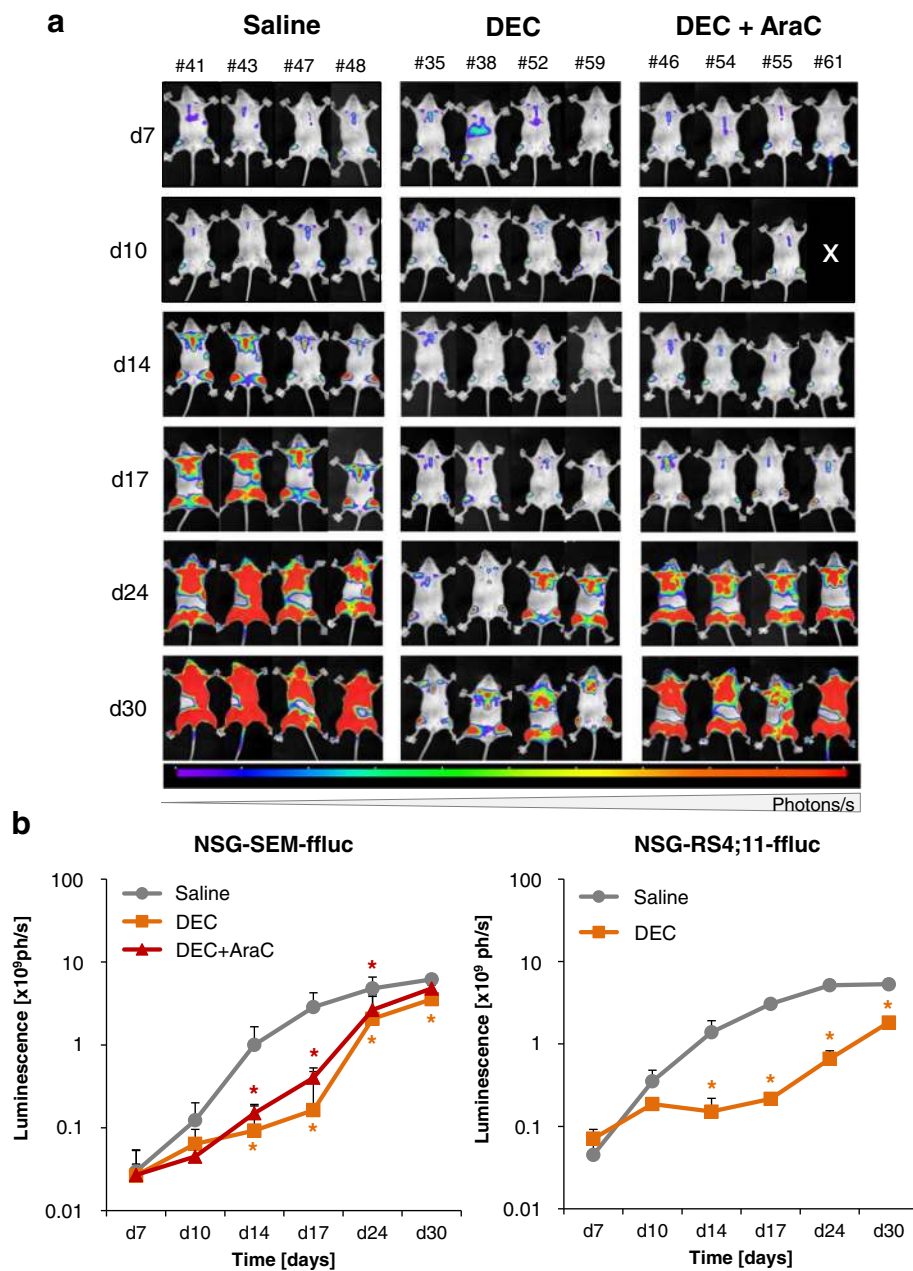 a
Saline DEC DEC + AraC
#41 #43 #47 #48 #35 #38 #52 #59 #46 #54 #55 #61
d7
d10
X
d14
d17
d24
d30
Photons/s
b
NSG-SEM-ffluc
NSG-RS4;11-ffluc
100
10
1
0.1
0.01
Luminescence [x10⁹ph/s]
Saline
DEC
DEC+AraC
* * * * * * *
d7 d10 d14 d17 d24 d30
Time [days]
100
10
1
0.1
0.01
Luminescence [x10⁹ ph/s]
Saline
DEC
* * * *
d7 d10 d14 d17 d24 d30
Time [days]